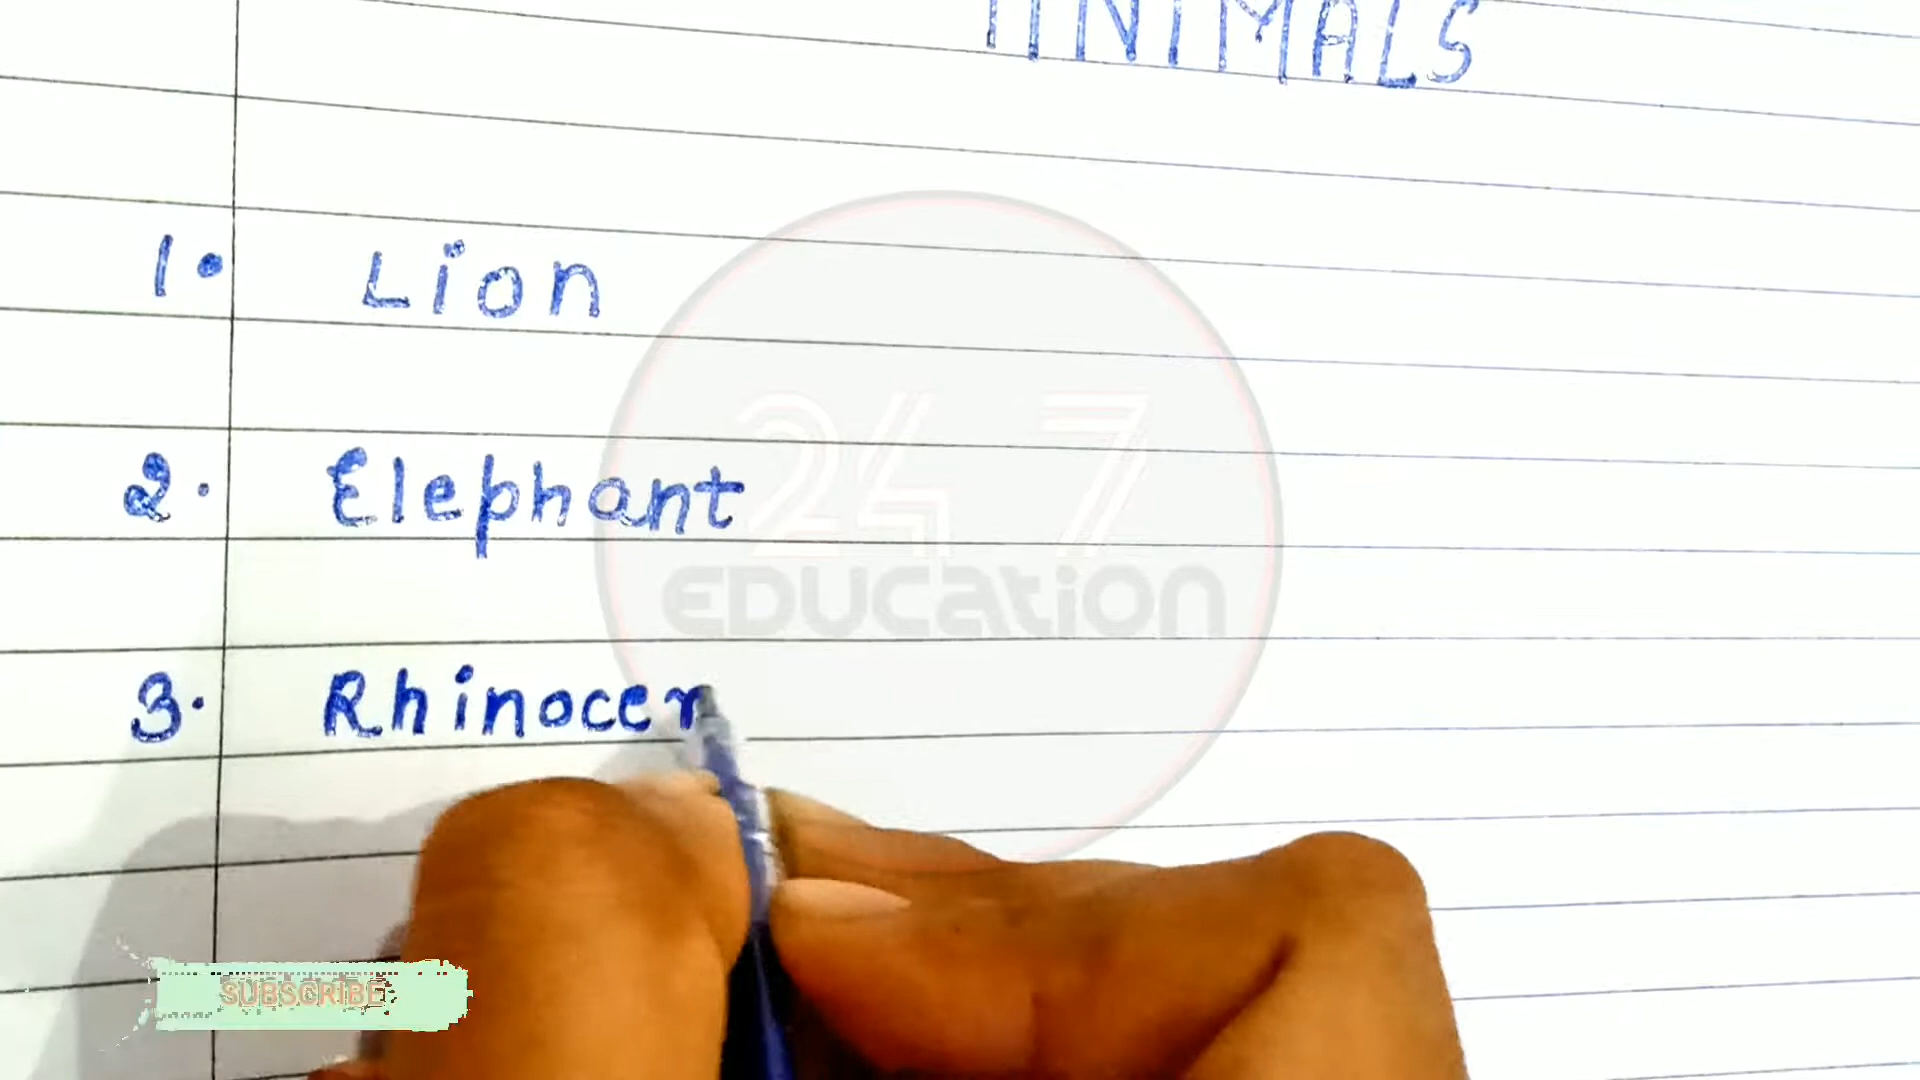 ANIMALS
1. Lion
2. Elephant
24 7
EDUCATION
3. Rhinocer
SUBSCRIBE